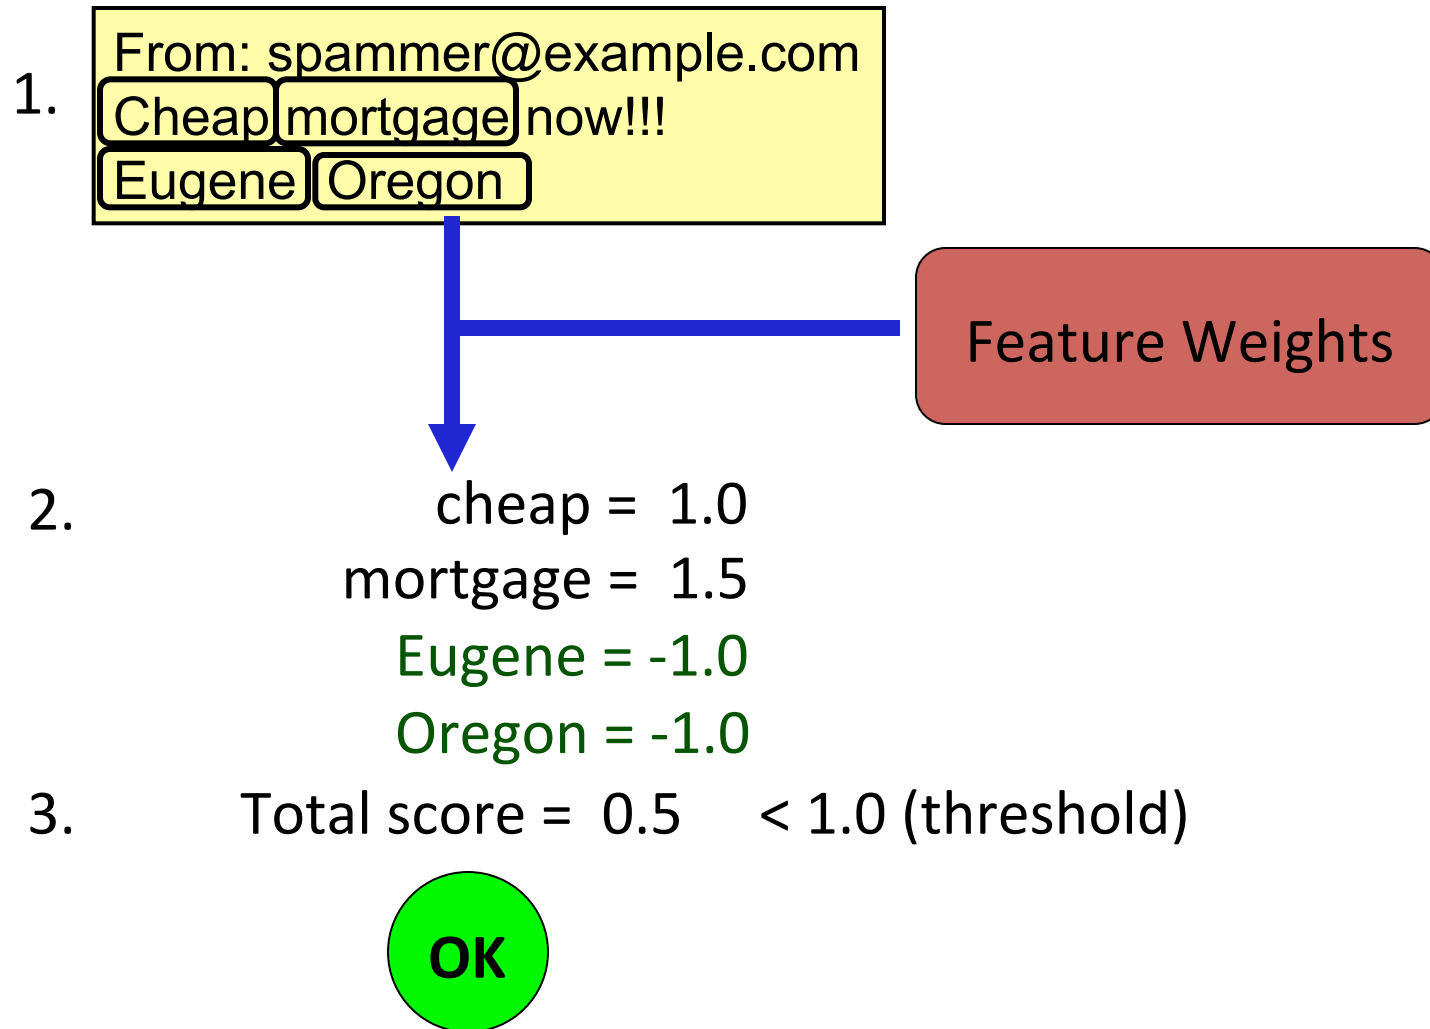 1.
From: spammer@example.com
Cheap mortgage now!!!
Eugene Oregon
Feature Weights
2.
cheap = 1.0
mortgage = 1.5
Eugene = -1.0
Oregon = -1.0
3. Total score = 0.5 < 1.0 (threshold)
OK